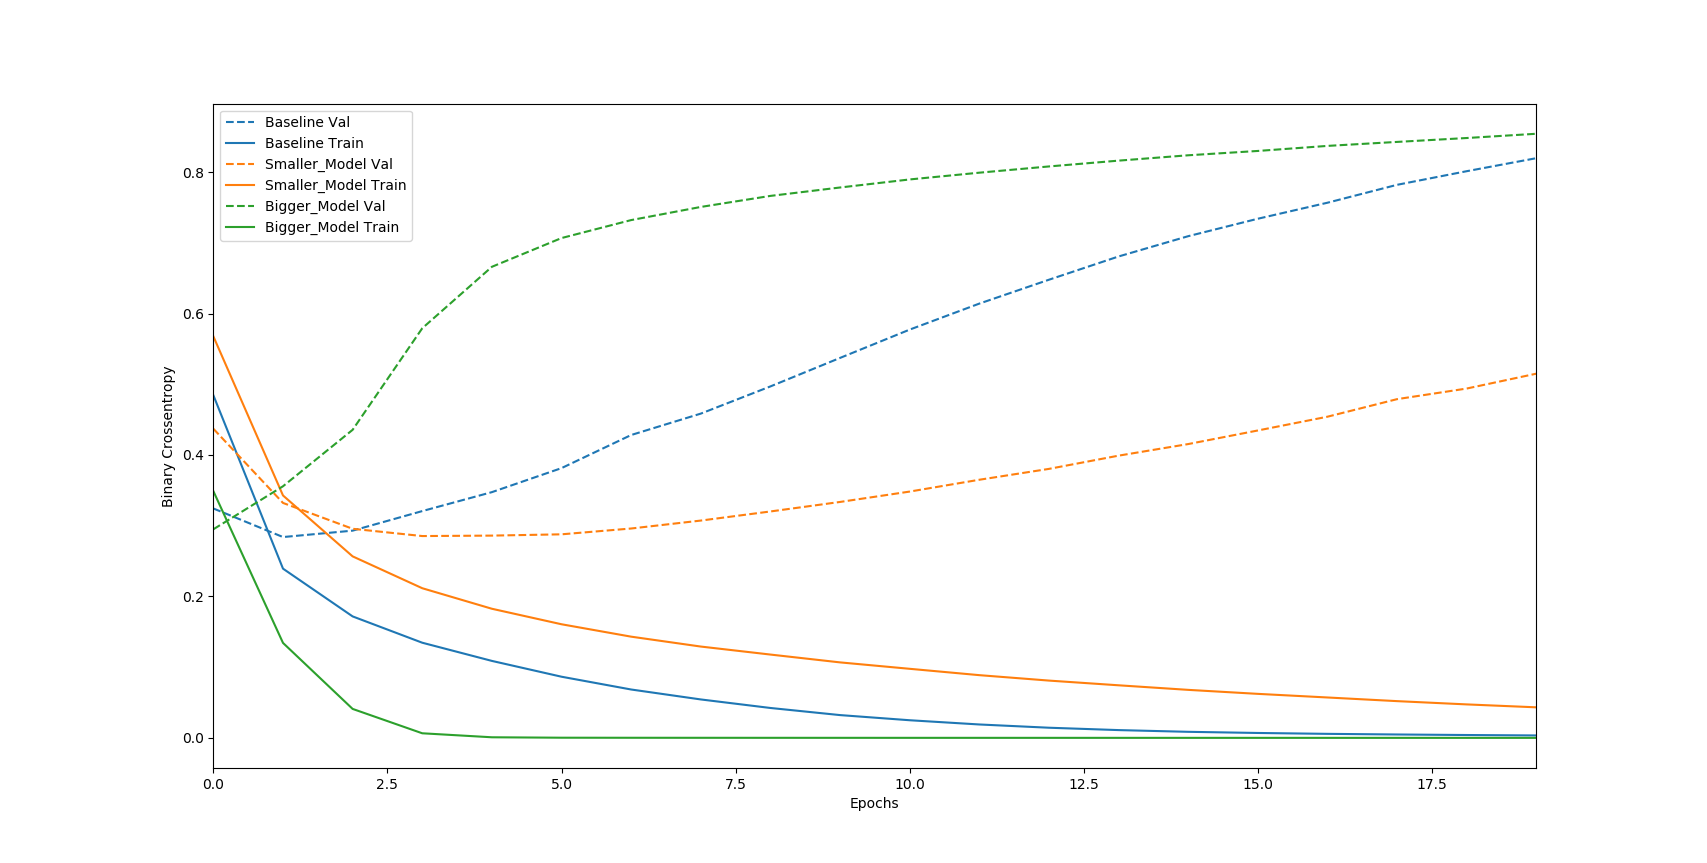 Baseline Val
Baseline Train
Smaller_Model Val
Smaller_Model Train
Bigger_Model Val
Bigger_Model Train
0.8
0.6
0.4
0.2
0.0
Binary Crossentropy
0.0 2.5 5.0 7.5 10.0 12.5 15.0 17.5
Epochs